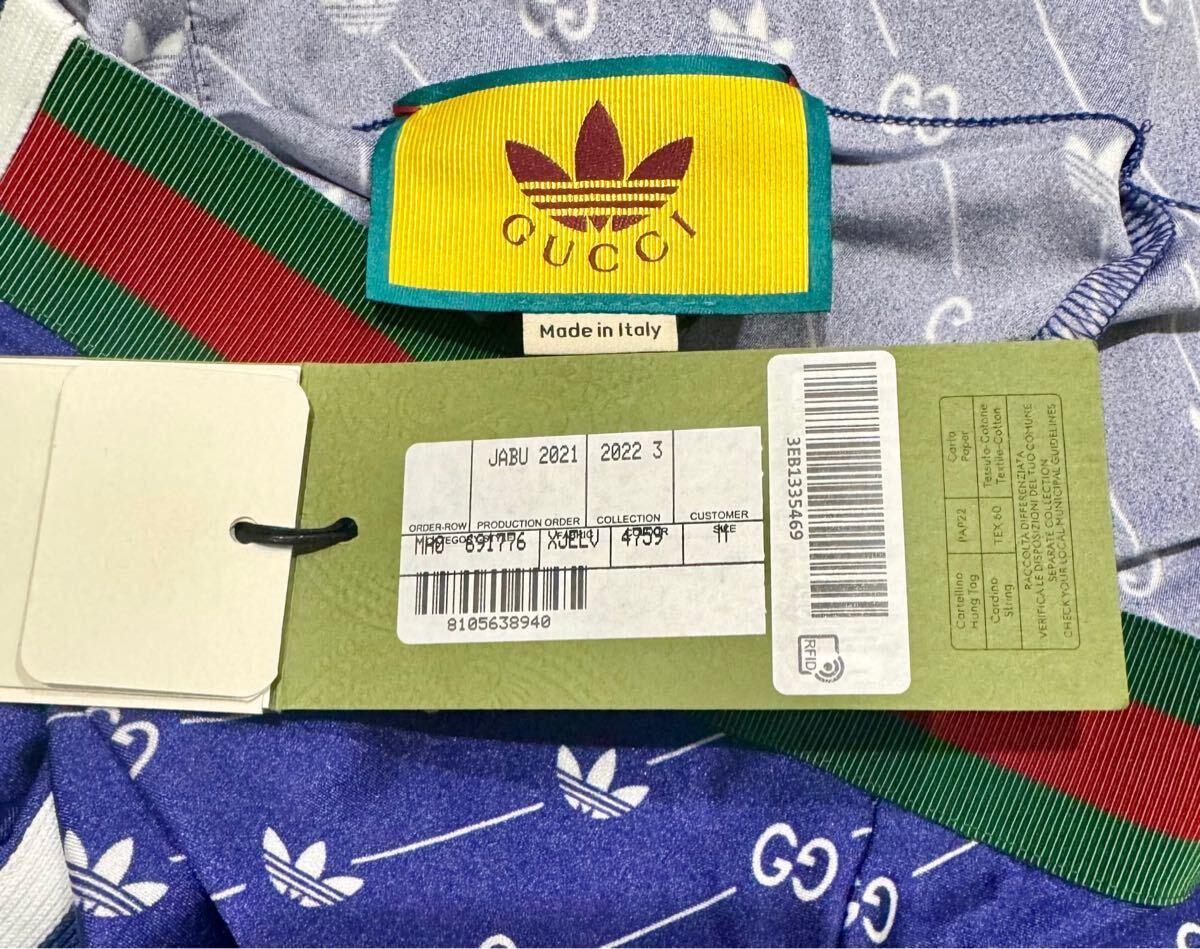 GUCCI
Made in Italy
JABU 2021 2022 3
ORDER-ROW PRODUCTION ORDER COLLECTION CUSTOMER
SIZE
MAO 691776 XJELV 4759 M
8105638940
3EB1335469
RFID
Carta
Paper
PAP22
Cartellino
Hung Tag
Tessuto-Cotone
Textile-Cotton
TEX 60
Cordino
String
RACCOLTA DIFFERENZIATA
VERIFICA LE DISPOSIZIONI DEL TUO COMUNE
SEPARATE COLLECTION
CHECK YOUR LOCAL MUNICIPAL GUIDELINES